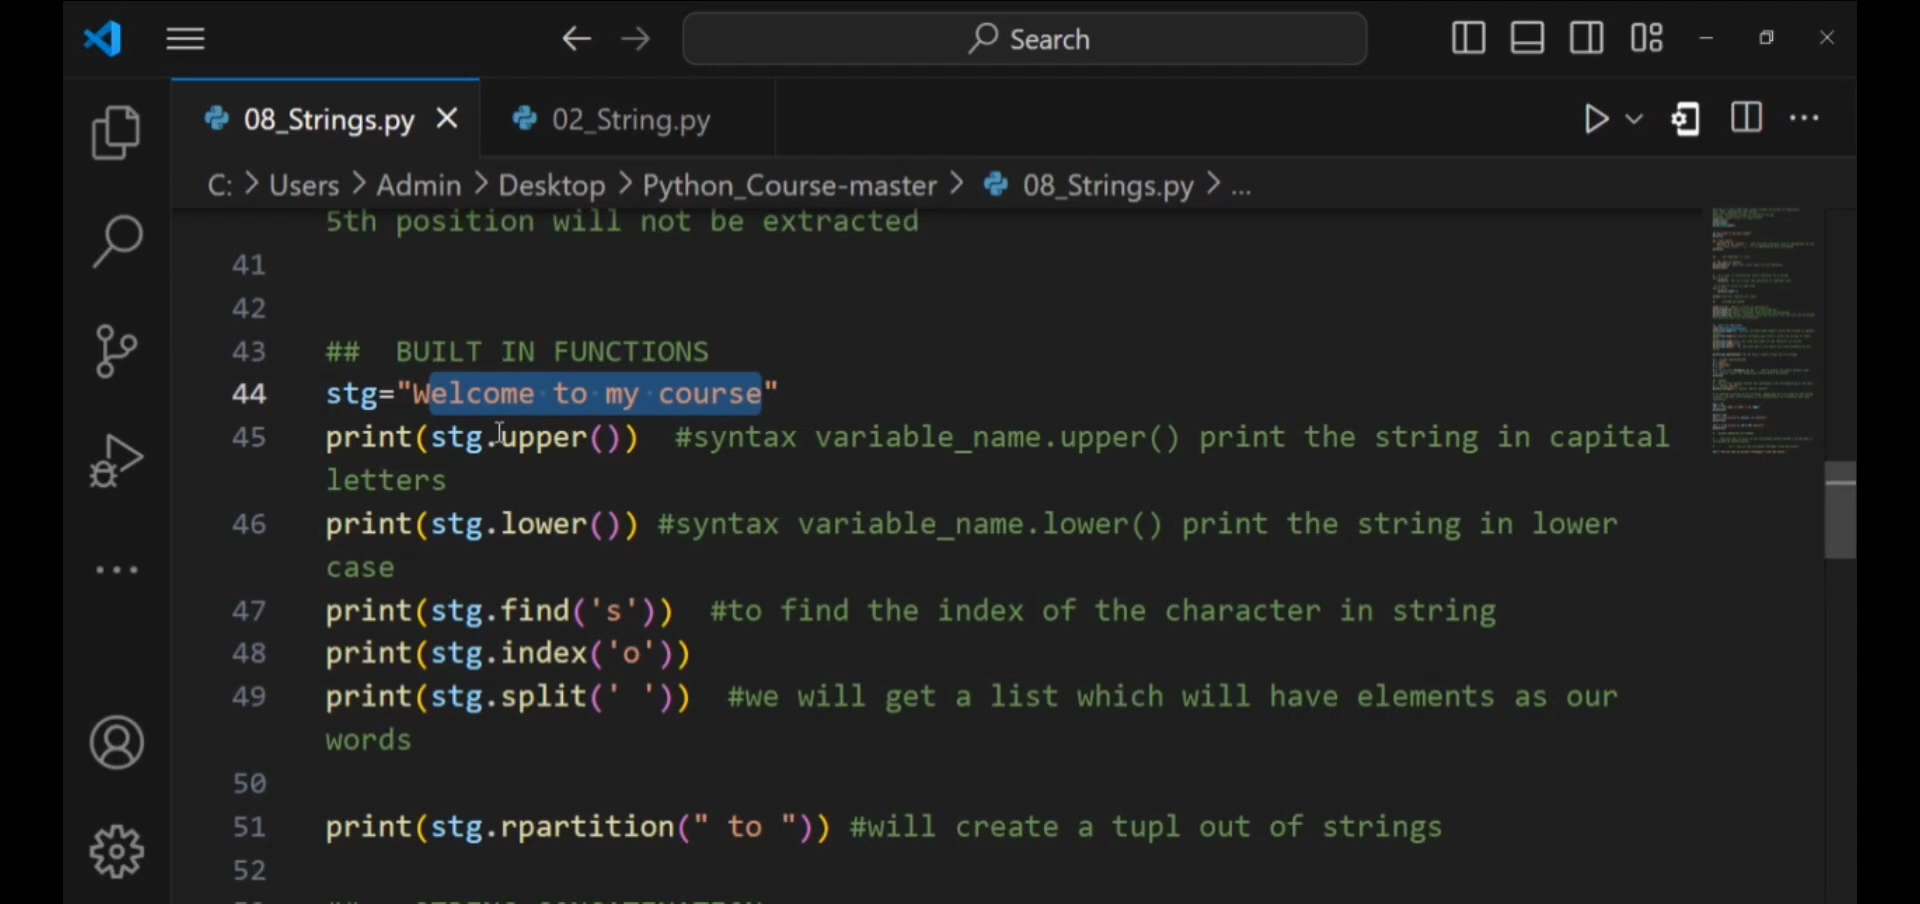 Search
08_Strings.py 02_String.py
C: > Users > Admin > Desktop > Python_Course-master > 08_Strings.py > ...
5th position will not be extracted
41
42
43 ##  BUILT IN FUNCTIONS
44 stg="Welcome to my course"
45 print(stg.upper())  #syntax variable_name.upper() print the string in capital
letters
46 print(stg.lower()) #syntax variable_name.lower() print the string in lower
case
47 print(stg.find('s'))  #to find the index of the character in string
48 print(stg.index('o'))
49 print(stg.split(' '))  #we will get a list which will have elements as our
words
50
51 print(stg.rpartition(" to ")) #will create a tupl out of strings
52